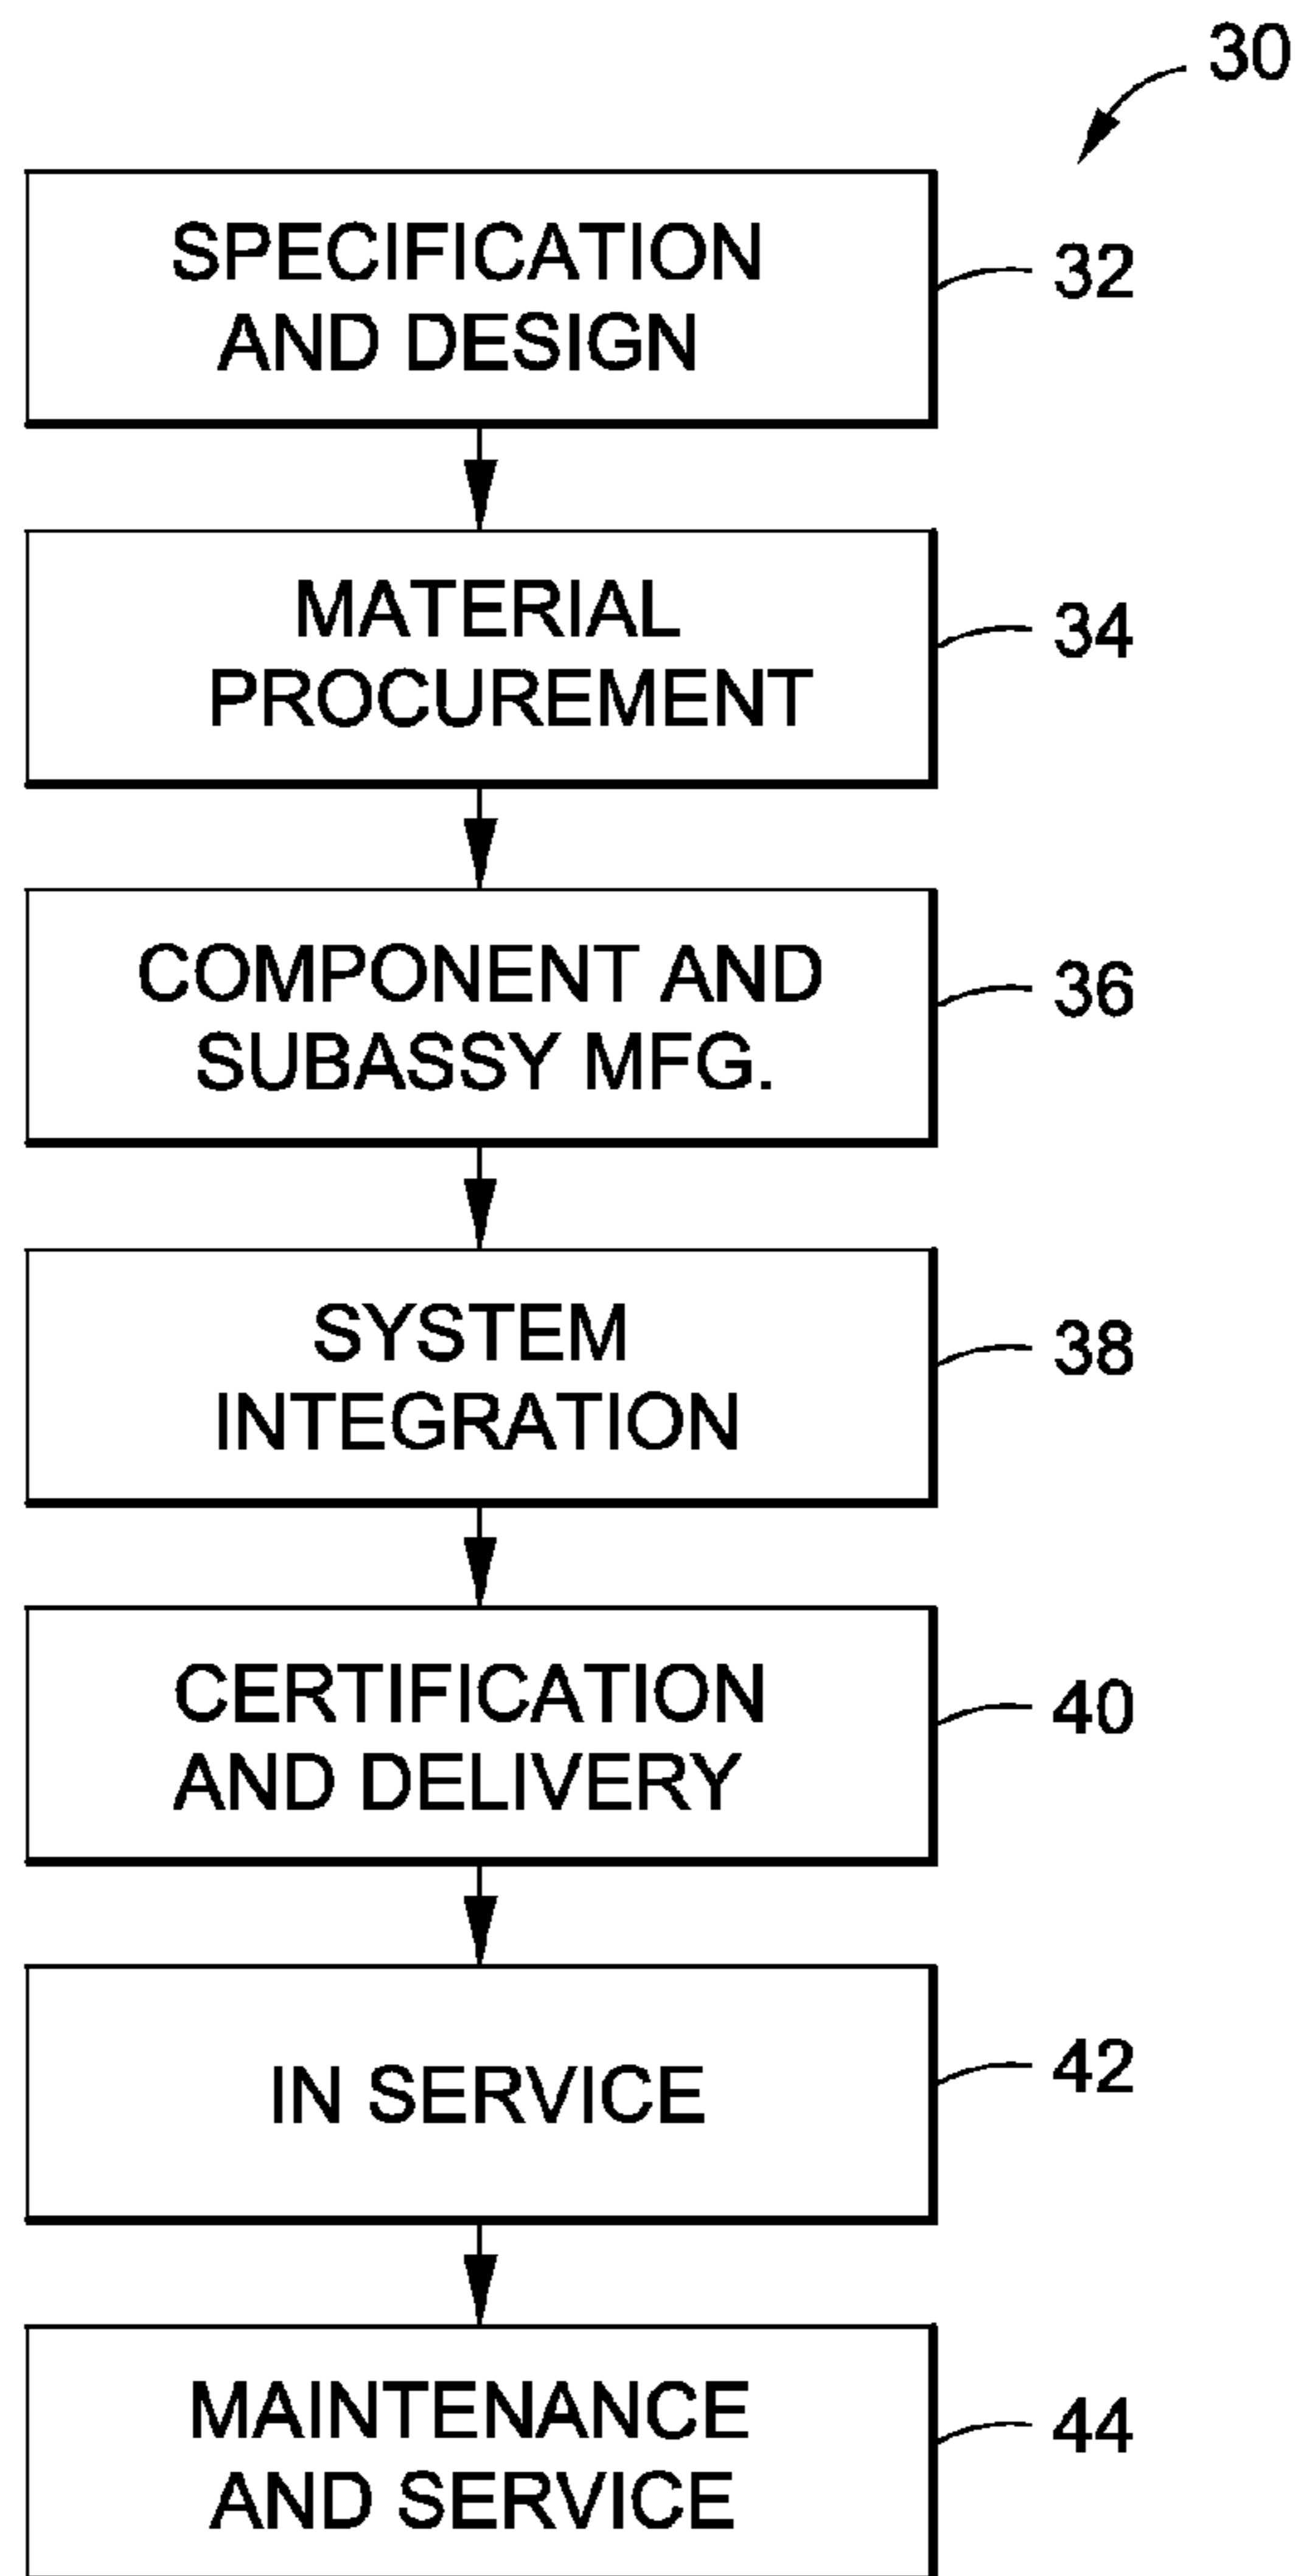 30
SPECIFICATION
AND DESIGN
32
MATERIAL
PROCUREMENT
34
COMPONENT AND
SUBASSY MFG.
36
SYSTEM
INTEGRATION
38
CERTIFICATION
AND DELIVERY
40
IN SERVICE
42
MAINTENANCE
AND SERVICE
44